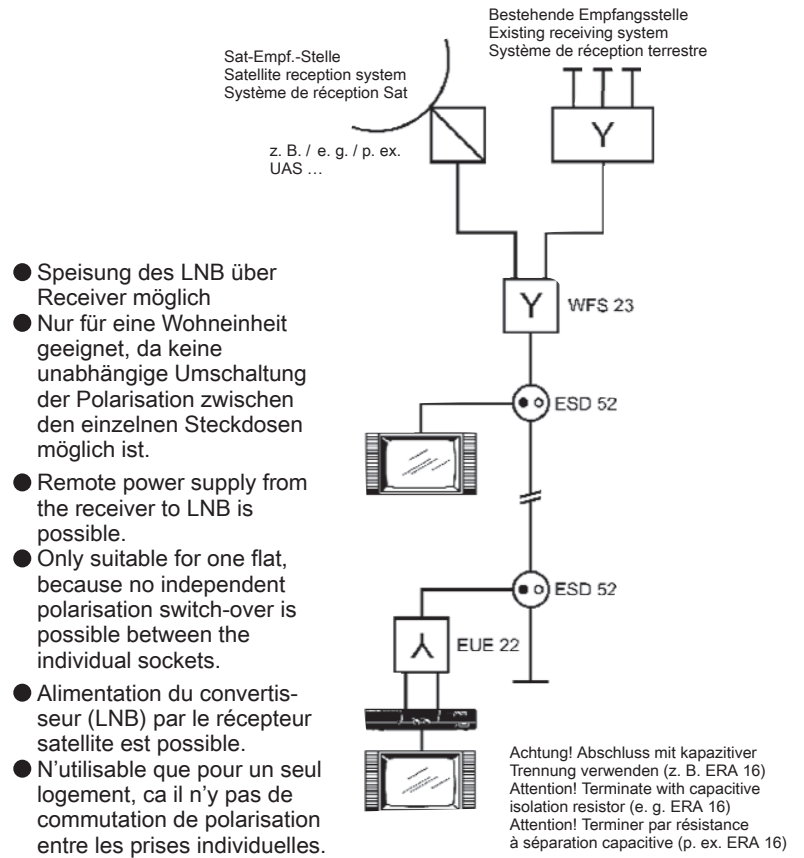 Bestehende Empfangsstelle
Existing receiving system
Système de réception terrestre
Sat-Empf.-Stelle
Satellite reception system
Système de réception Sat
z. B. / e. g. / p. ex.
UAS …
Y
Y
WFS 23
ESD 52
ESD 52
Y
EUE 22
● Speisung des LNB über
Receiver möglich
● Nur für eine Wohneinheit
geeignet, da keine
unabhängige Umschaltung
der Polarisation zwischen
den einzelnen Steckdosen
möglich ist.
● Remote power supply from
the receiver to LNB is
possible.
● Only suitable for one flat,
because no independent
polarisation switch-over is
possible between the
individual sockets.
● Alimentation du convertis-
seur (LNB) par le récepteur
satellite est possible.
● N’utilisable que pour un seul
logement, ca il n’y pas de
commutation de polarisation
entre les prises individuelles.
Achtung! Abschluss mit kapazitiver
Trennung verwenden (z. B. ERA 16)
Attention! Terminate with capacitive
isolation resistor (e. g. ERA 16)
Attention! Terminer par résistance
à séparation capacitive (p. ex. ERA 16)